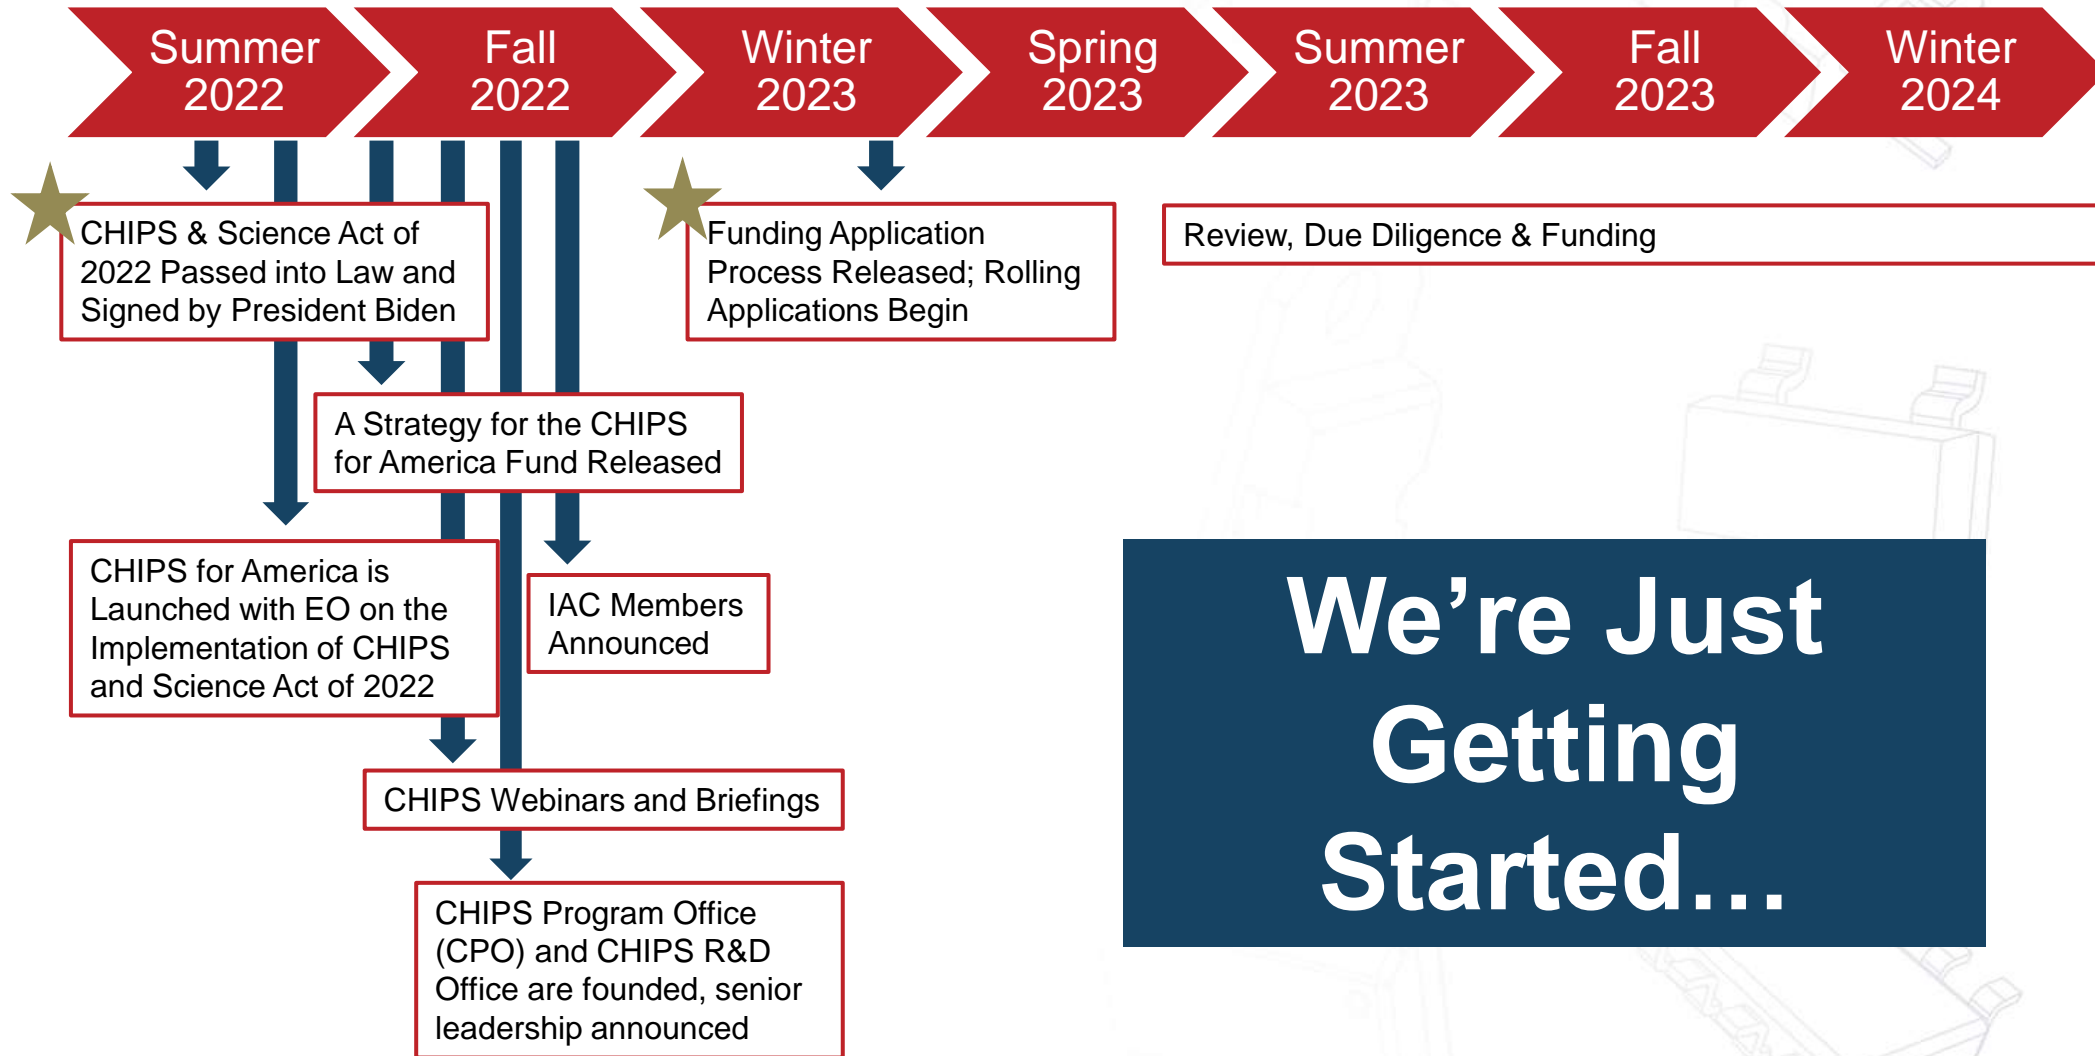 Summer
2022
Fall
2022
Winter
2023
Spring
2023
Summer
2023
Fall
2023
Winter
2024
CHIPS & Science Act of
2022 Passed into Law and
Signed by President Biden
Funding Application
Process Released; Rolling
Applications Begin
Review, Due Diligence & Funding
A Strategy for the CHIPS
for America Fund Released
CHIPS for America is
Launched with EO on the
Implementation of CHIPS
and Science Act of 2022
IAC Members
Announced
CHIPS Webinars and Briefings
CHIPS Program Office
(CPO) and CHIPS R&D
Office are founded, senior
leadership announced
We’re Just
Getting
Started…